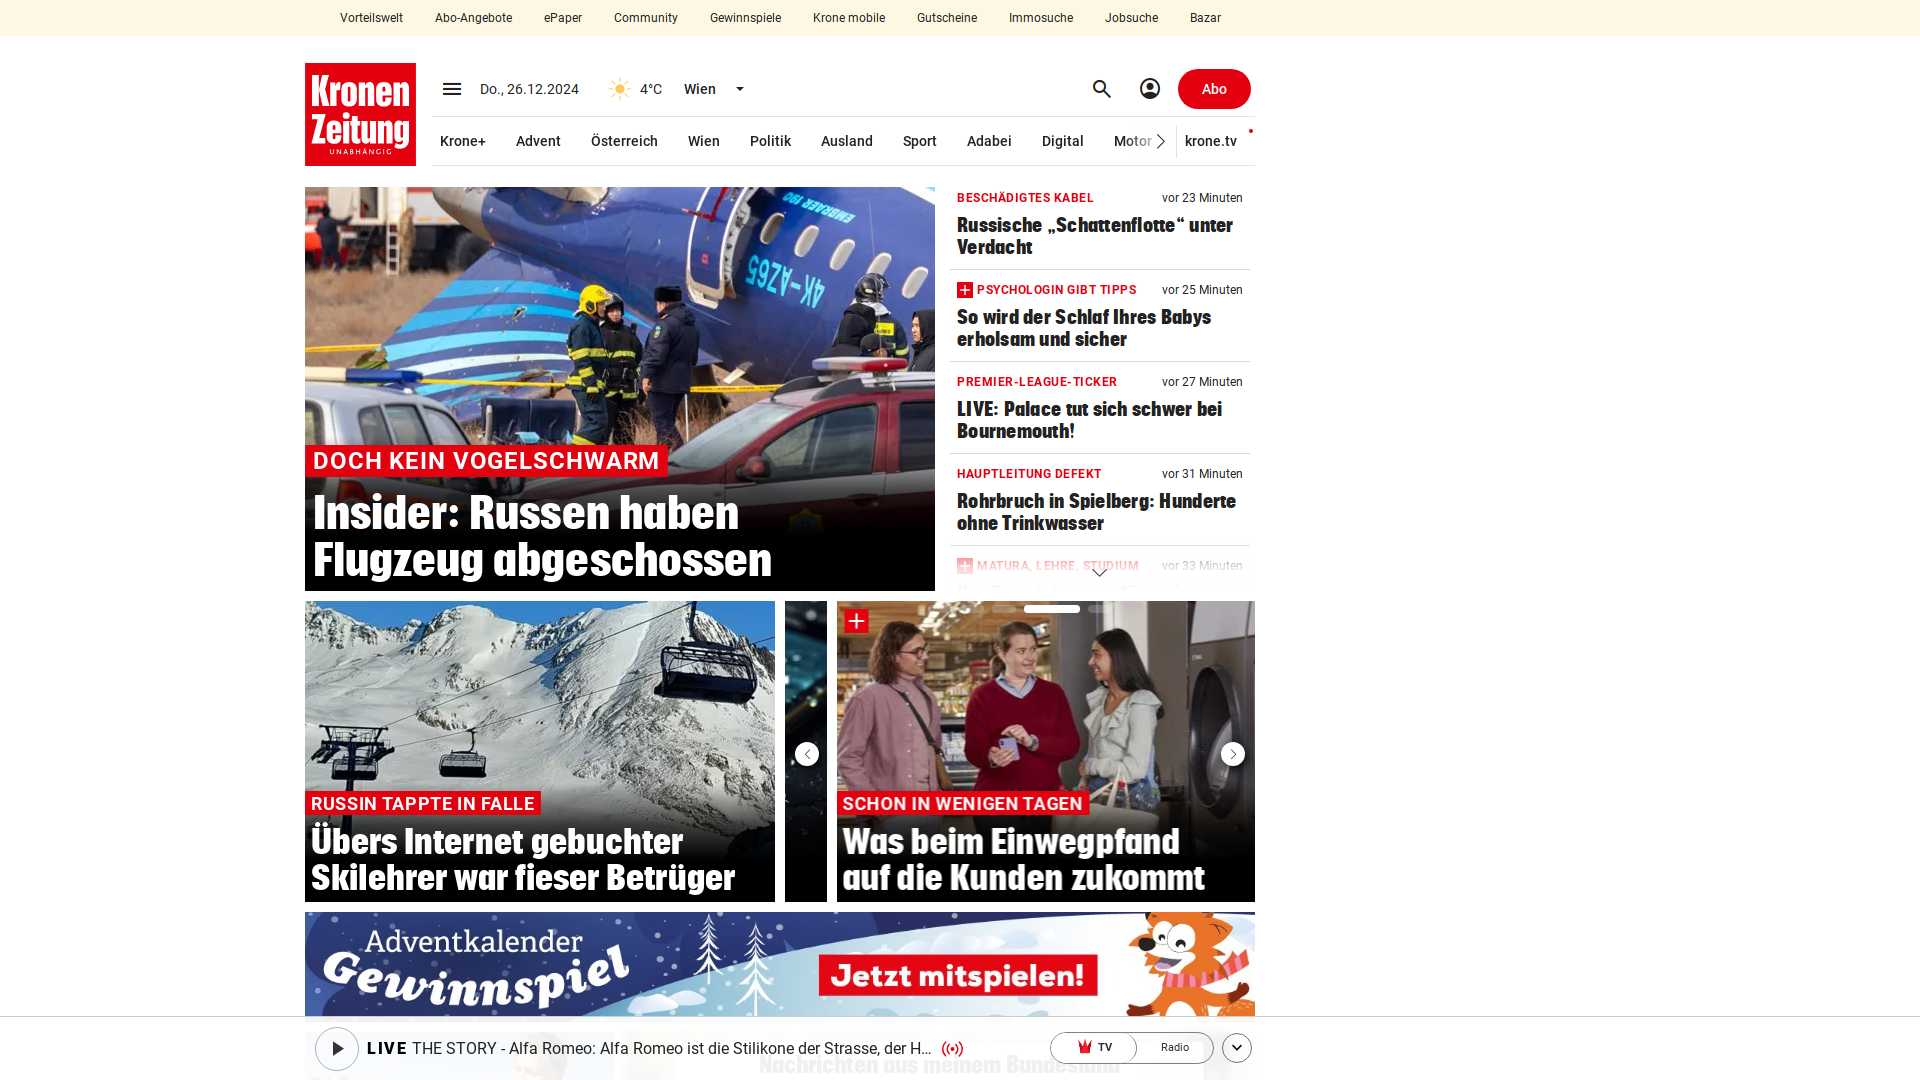 Vorteilswelt Abo-Angebote ePaper Community Gewinnspiele Krone mobile Gutscheine Immosuche Jobsuche Bazar
Kronen
Zeitung
UNABHÄNGIG
Do., 26.12.2024 4°C Wien Abo
Krone+ Advent Österreich Wien Politik Ausland Sport Adabei Digital Motor krone.tv
EMBRAER 190
4K-AZ65
DOCH KEIN VOGELSCHWARM
Insider: Russen haben
Flugzeug abgeschossen
BESCHÄDIGTES KABEL vor 23 Minuten
Russische „Schattenflotte“ unter
Verdacht
PSYCHOLOGIN GIBT TIPPS vor 25 Minuten
So wird der Schlaf Ihres Babys
erholsam und sicher
PREMIER-LEAGUE-TICKER vor 27 Minuten
LIVE: Palace tut sich schwer bei
Bournemouth!
HAUPTLEITUNG DEFEKT vor 31 Minuten
Rohrbruch in Spielberg: Hunderte
ohne Trinkwasser
MATURA, LEHRE, STUDIUM vor 33 Minuten
RUSSIN TAPPTE IN FALLE
Übers Internet gebuchter
Skilehrer war fieser Betrüger
SCHON IN WENIGEN TAGEN
Was beim Einwegpfand
auf die Kunden zukommt
Adventkalender
Gewinnspiel
Jetzt mitspielen!
LIVE THE STORY - Alfa Romeo: Alfa Romeo ist die Stilikone der Strasse, der H... TV Radio
Nachrichten aus meinem Bundesland